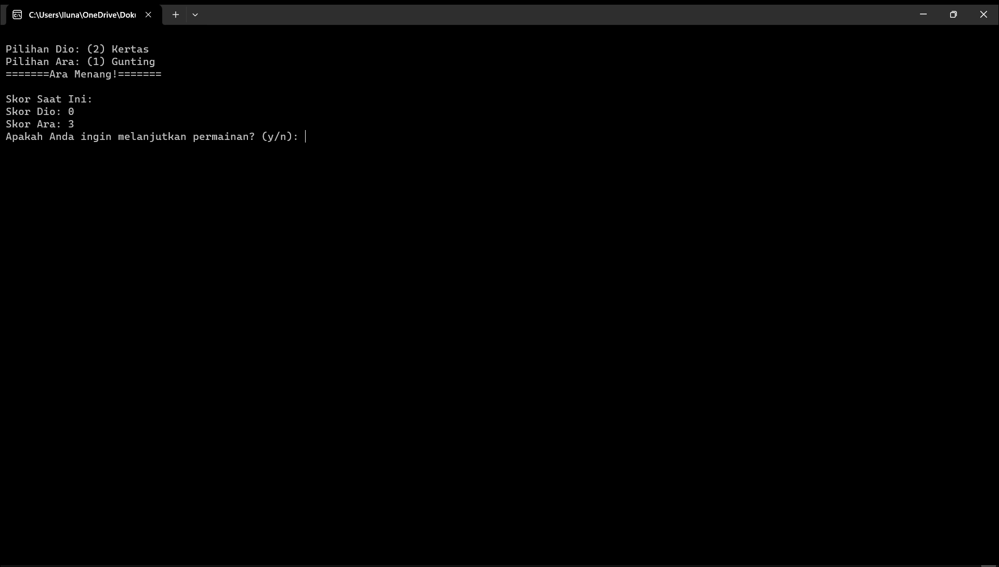 C:\Users\lluna\OneDrive\Doku
Pilihan Dio: (2) Kertas
Pilihan Ara: (1) Gunting
=======Ara Menang!=======
Skor Saat Ini:
Skor Dio: 0
Skor Ara: 3
Apakah Anda ingin melanjutkan permainan? (y/n):